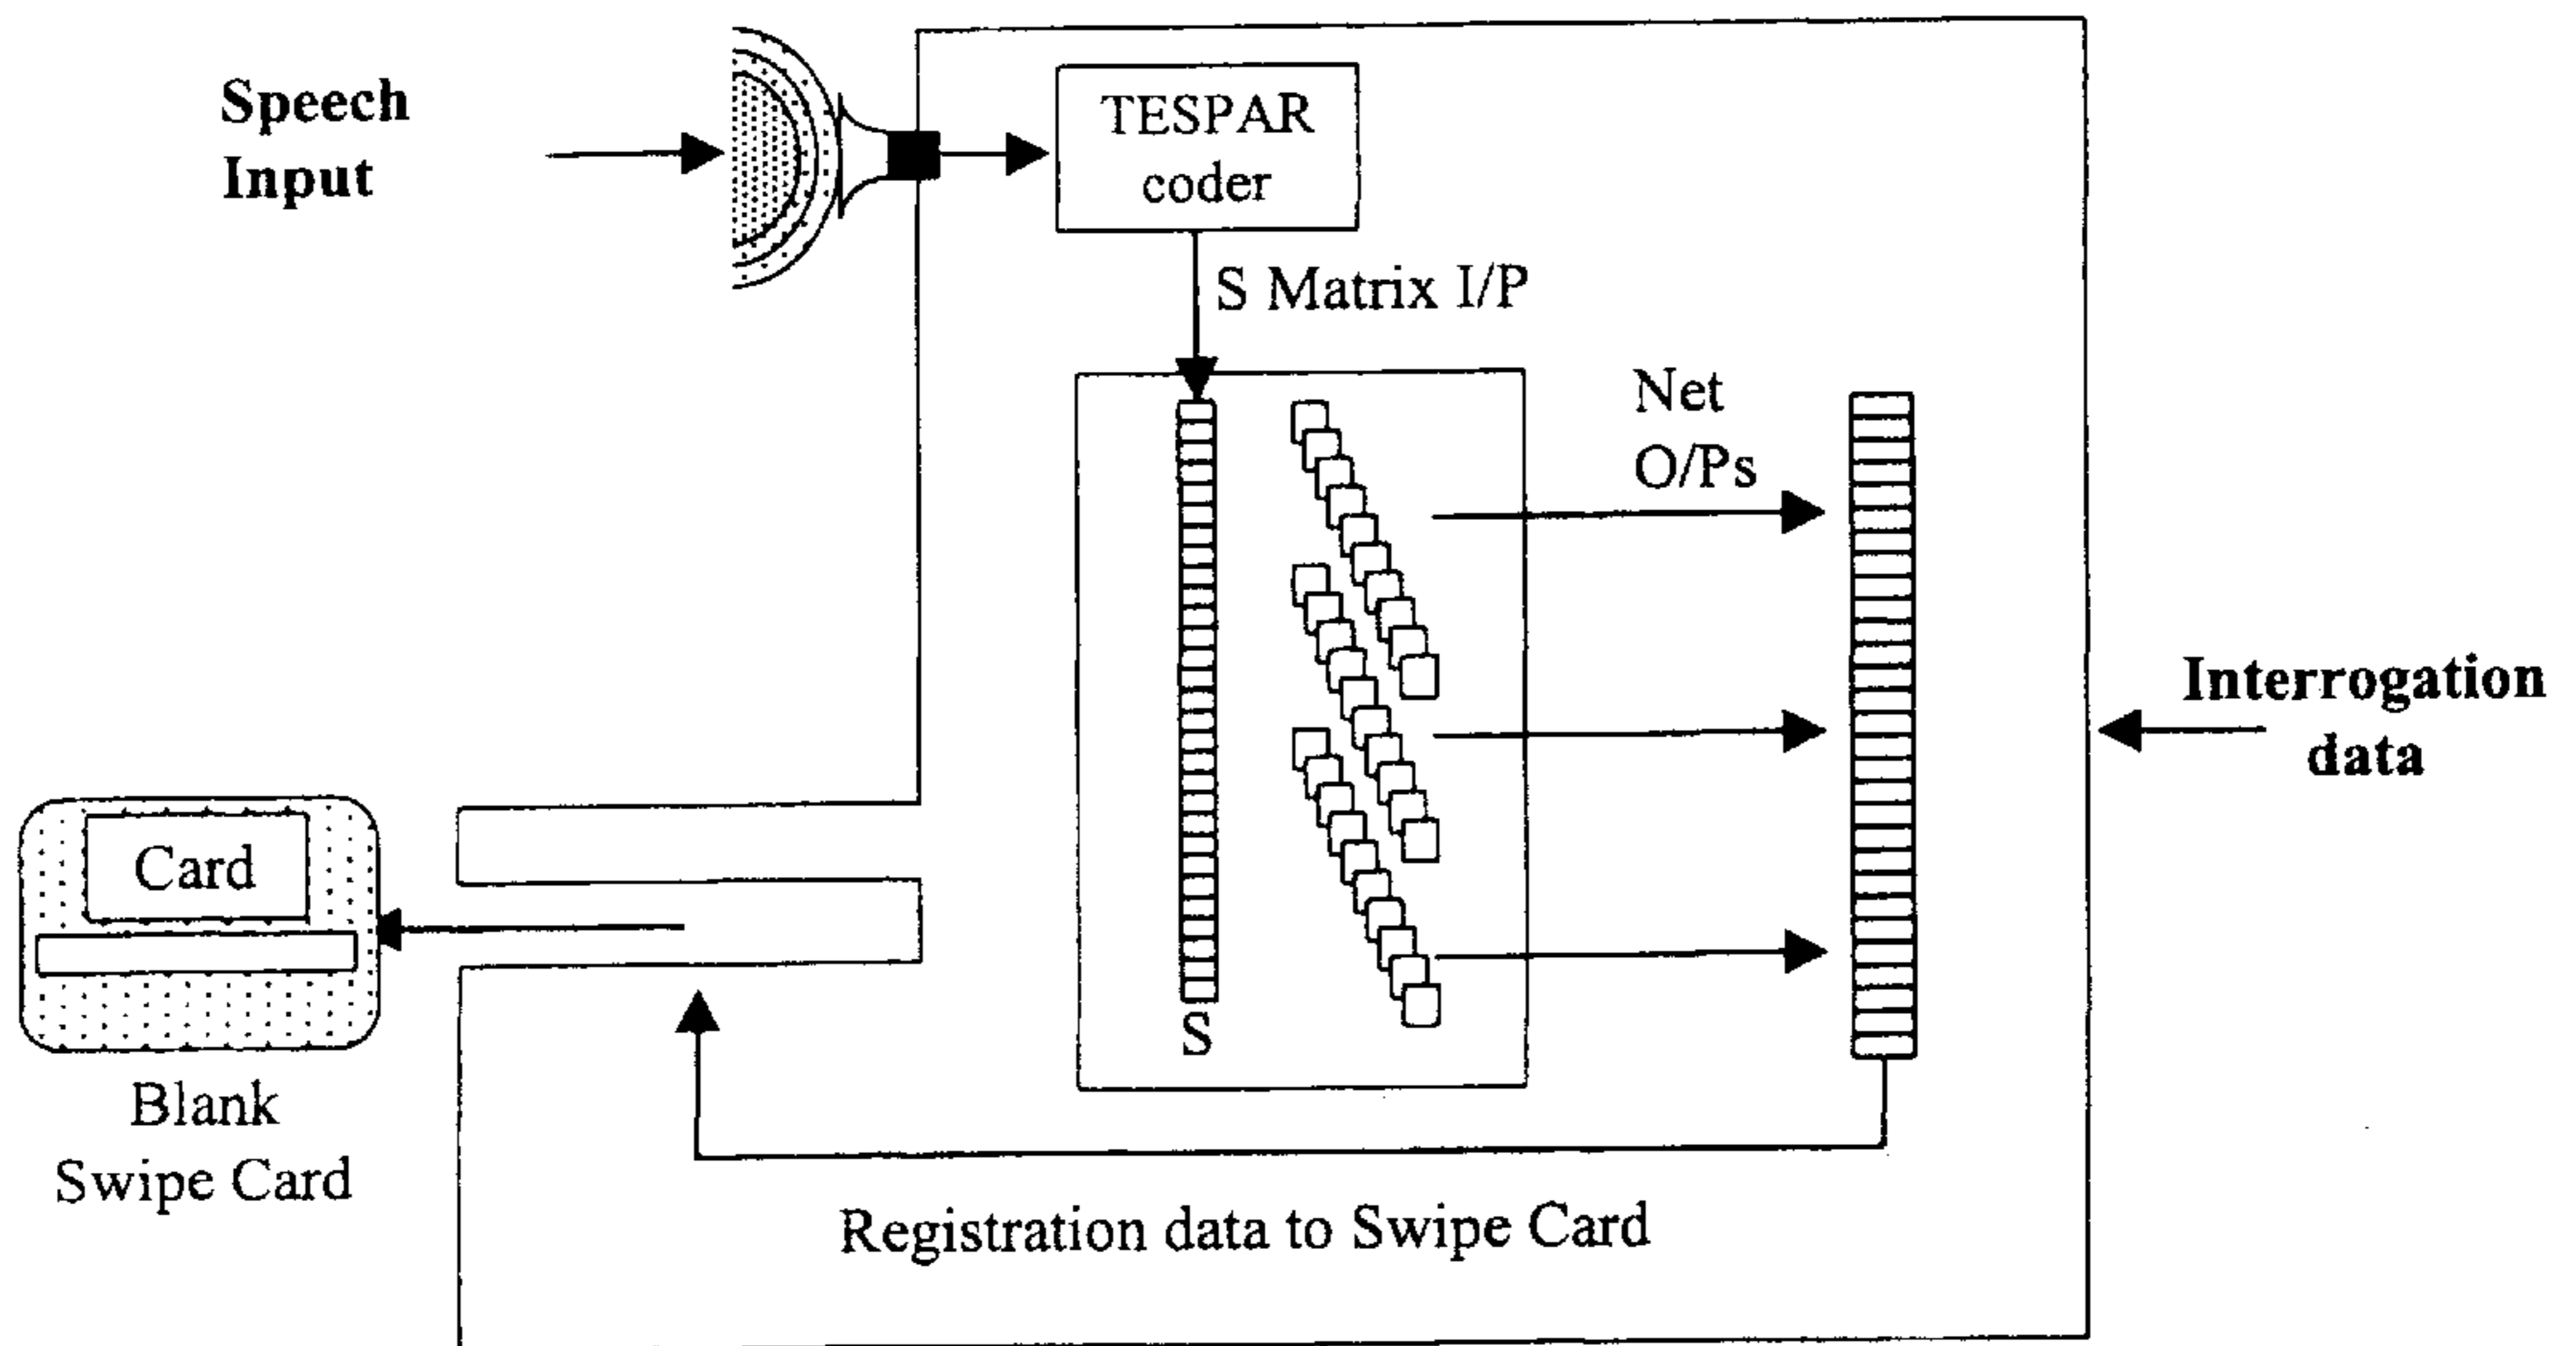 Speech
Input
TESPAR
coder
S Matrix I/P
Net
O/Ps
Interrogation
data
Card
S
Blank
Swipe Card
Registration data to Swipe Card